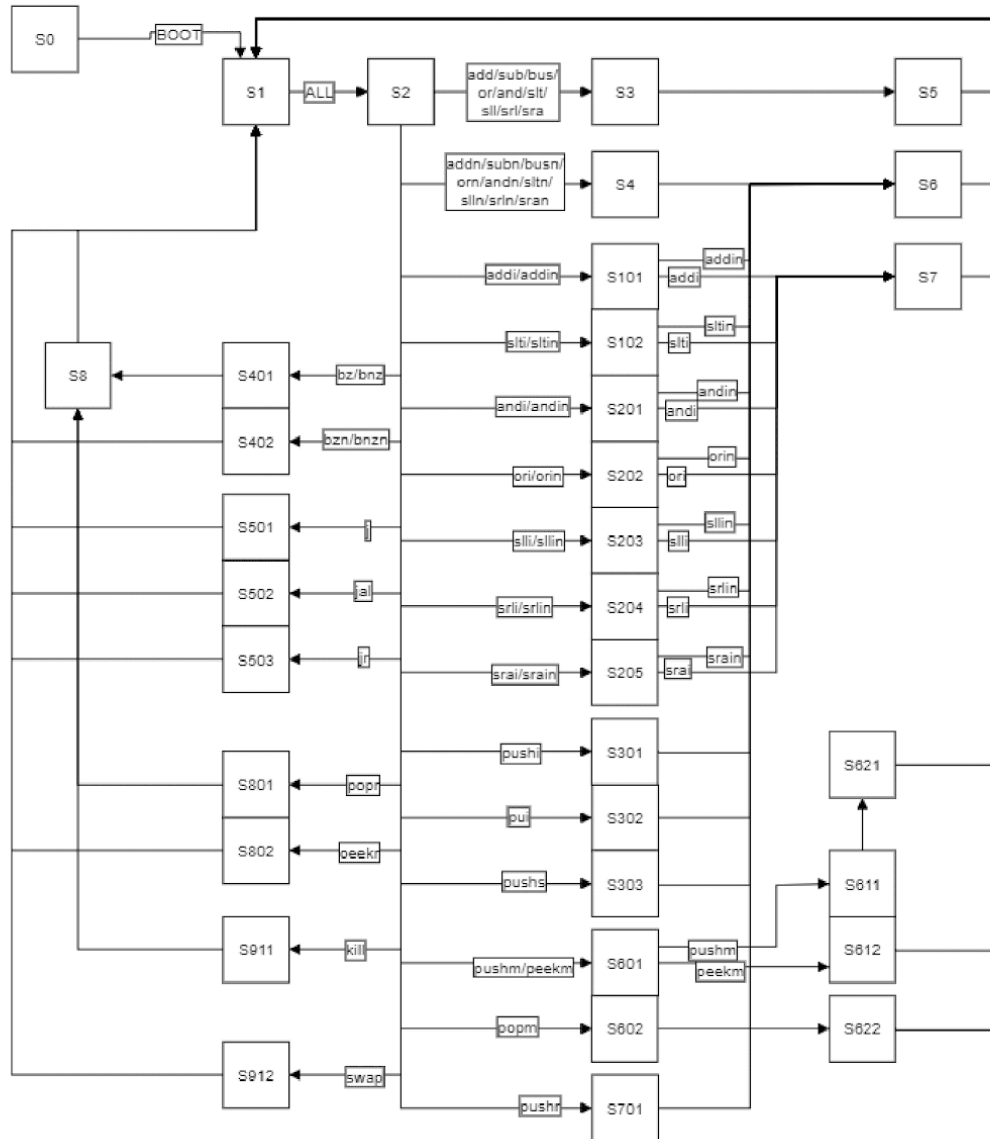 S0
BOOT
S1
ALL
S2
add/sub/bus/
or/and/slt/
sll/srl/sra
S3
S5
addn/subn/busn/
orn/andn/sltn/
slln/srln/sran
S4
S6
addi/addin
S101
addin
addi
S7
slti/sltin
S102
sltin
slti
S8
S401
bz/bnz
andi/andin
S201
andin
andi
S402
bzn/bnzn
ori/orin
S202
orin
ori
S501
j
slli/sllin
S203
sllin
slli
S502
jal
srli/srlin
S204
srlin
srli
S503
jr
srai/srain
S205
srain
srai
pushi
S301
S621
S801
popr
pui
S302
S802
peekr
pushs
S303
S611
S911
kill
pushm/peekm
S601
pushm
peekm
S612
popm
S602
S622
S912
swap
pushr
S701